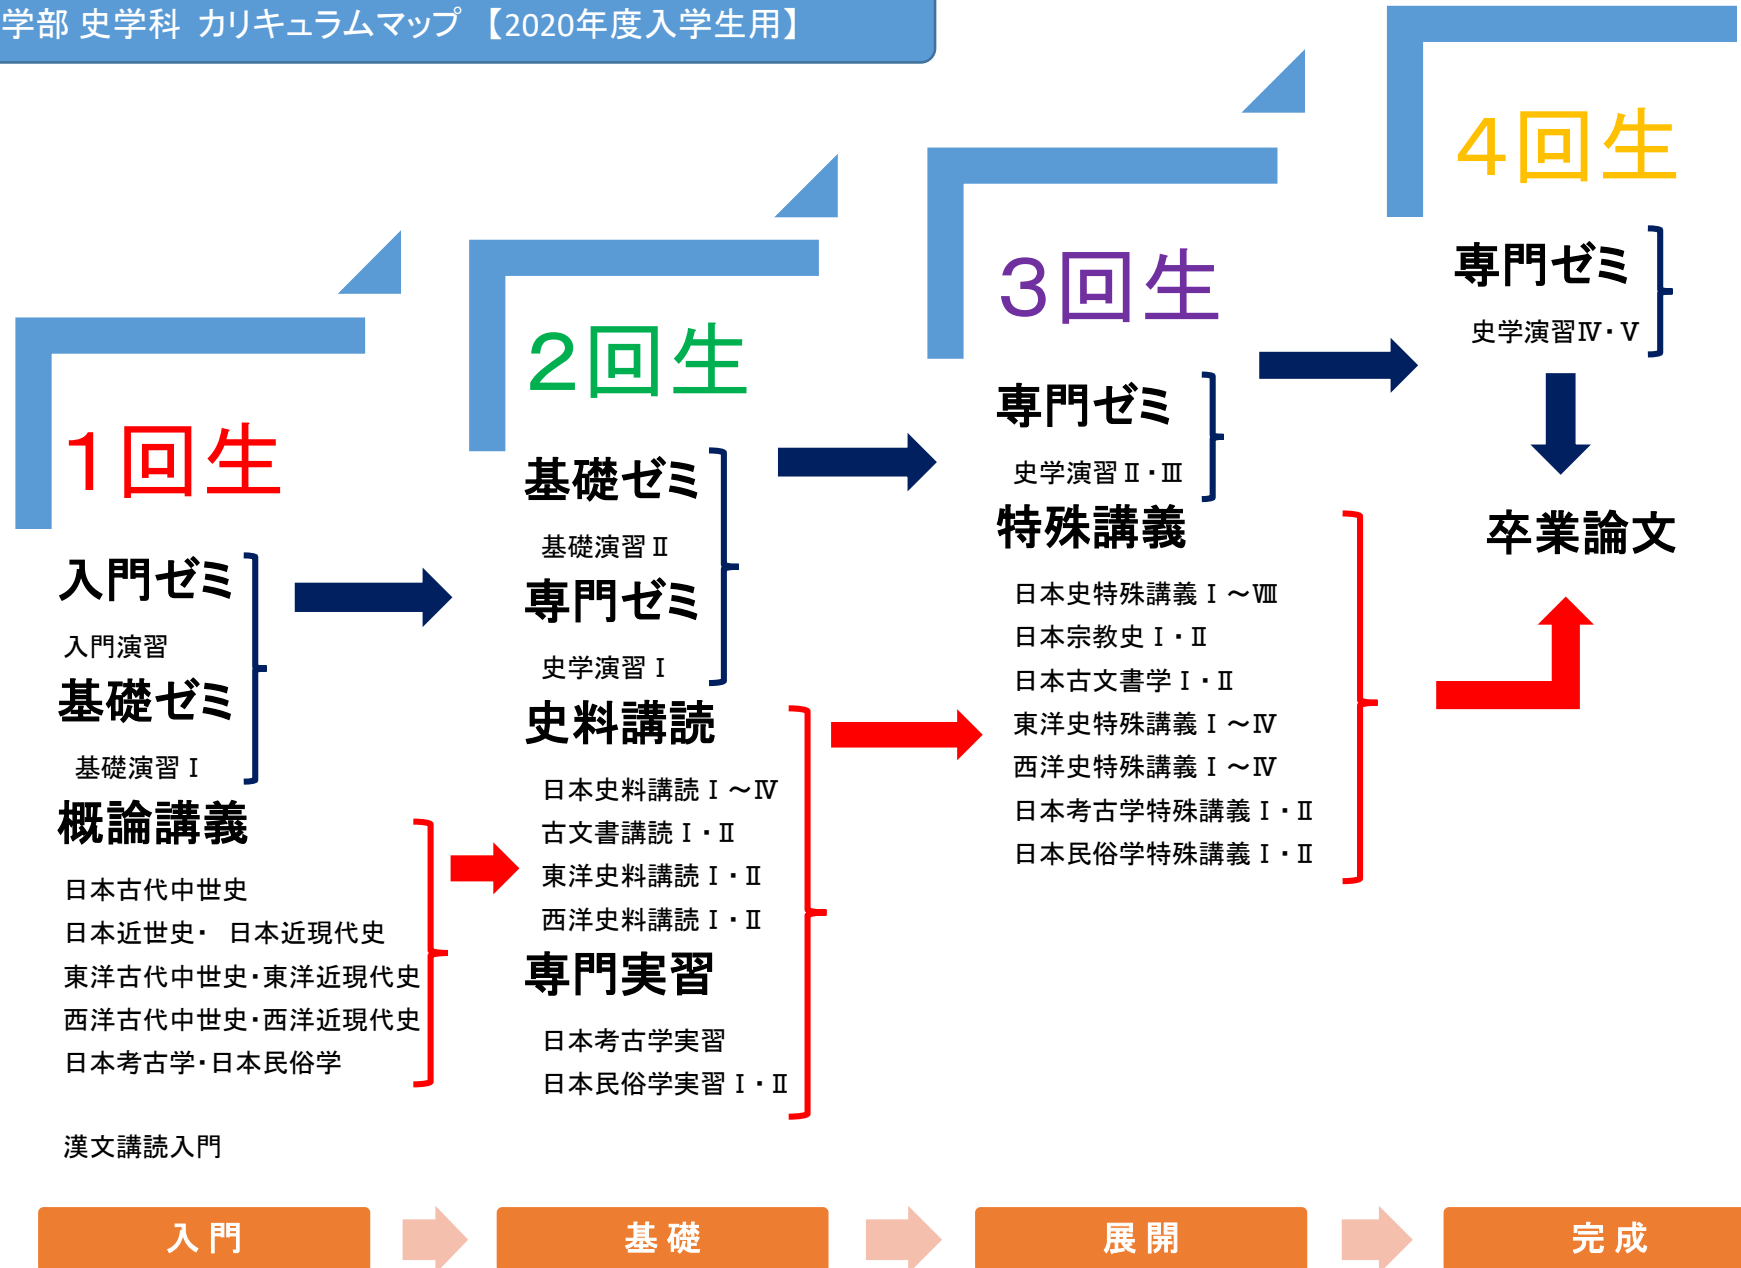 学部 史学科 カリキュラムマップ 【2020年度入学生用】
1回生
入門ゼミ
入門演習
基礎ゼミ
基礎演習Ⅰ
概論講義
日本古代中世史
日本近世史・ 日本近現代史
東洋古代中世史・東洋近現代史
西洋古代中世史・西洋近現代史
日本考古学・日本民俗学
漢文講読入門
2回生
基礎ゼミ
基礎演習Ⅱ
専門ゼミ
史学演習Ⅰ
史料講読
日本史料講読Ⅰ～Ⅳ
古文書講読Ⅰ・Ⅱ
東洋史料講読Ⅰ・Ⅱ
西洋史料講読Ⅰ・Ⅱ
専門実習
日本考古学実習
日本民俗学実習Ⅰ・Ⅱ
3回生
専門ゼミ
史学演習Ⅱ・Ⅲ
特殊講義
日本史特殊講義Ⅰ～Ⅷ
日本宗教史Ⅰ・Ⅱ
日本古文書学Ⅰ・Ⅱ
東洋史特殊講義Ⅰ～Ⅳ
西洋史特殊講義Ⅰ～Ⅳ
日本考古学特殊講義Ⅰ・Ⅱ
日本民俗学特殊講義Ⅰ・Ⅱ
4回生
専門ゼミ
史学演習Ⅳ・Ⅴ
卒業論文
入門
基礎
展開
完成